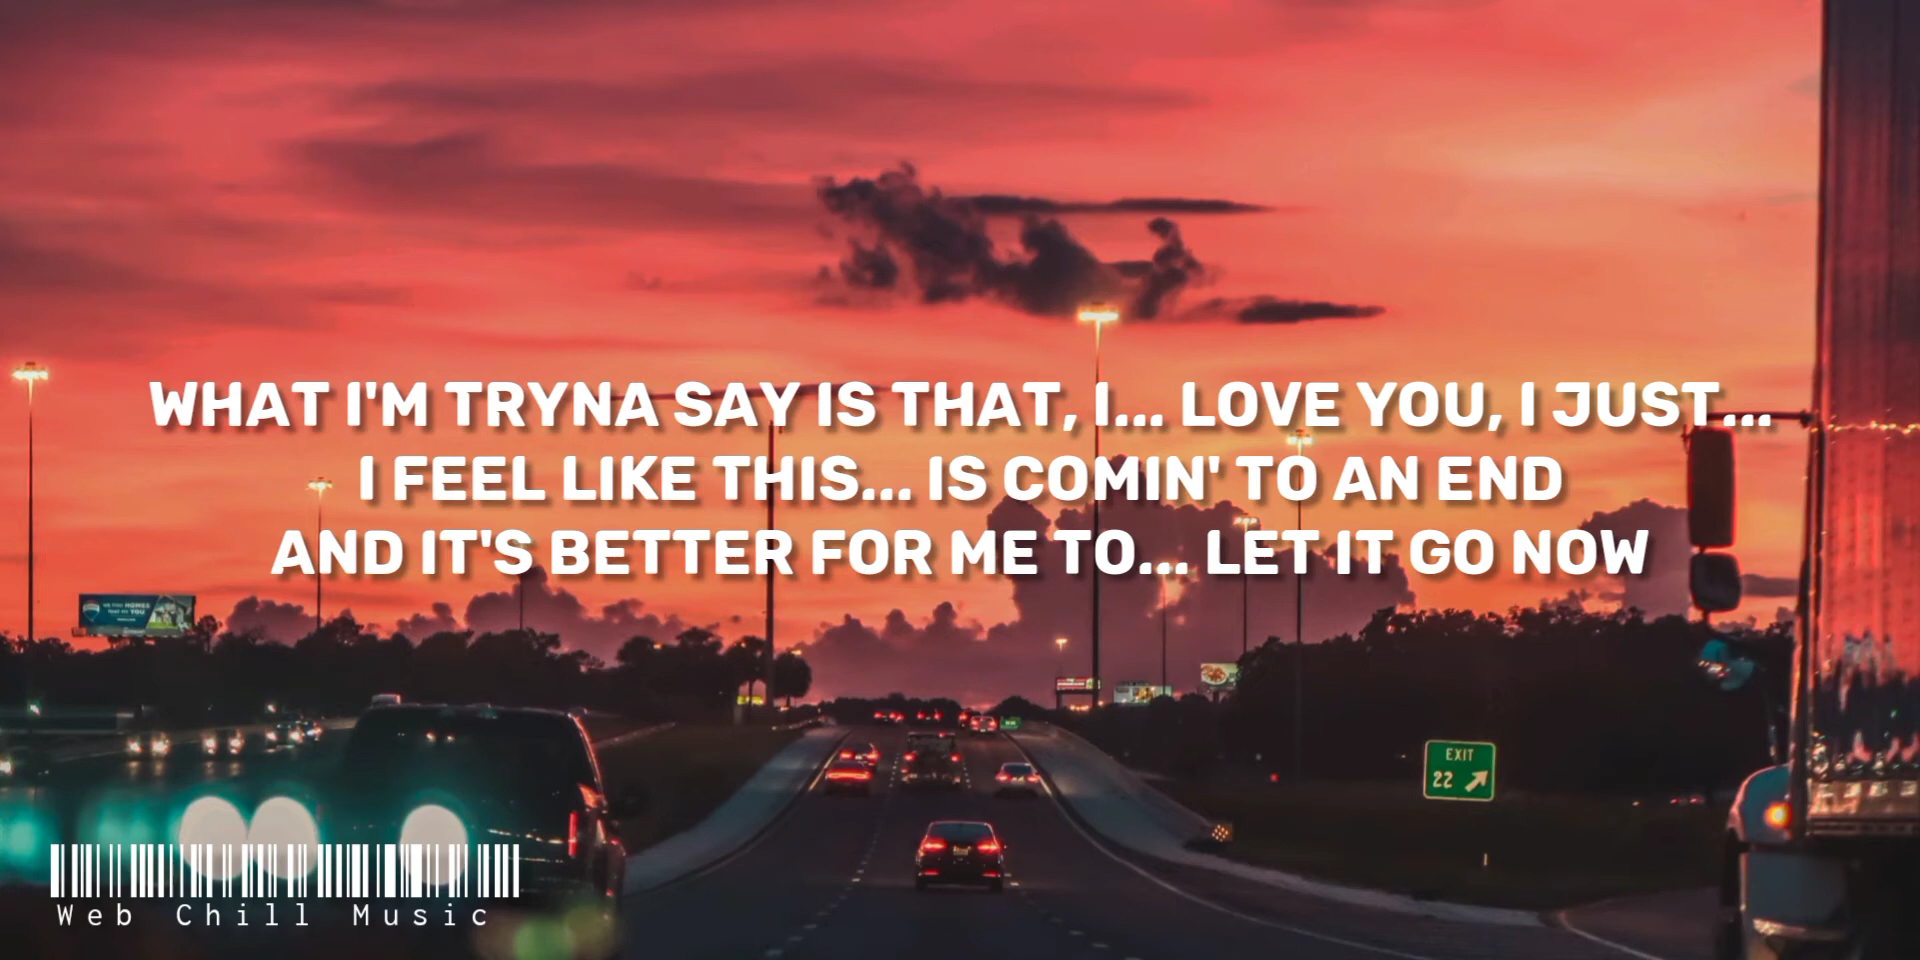 WHAT I'M TRYNA SAY IS THAT, I... LOVE YOU, I JUST...
I FEEL LIKE THIS... IS COMIN' TO AN END
AND IT'S BETTER FOR ME TO... LET IT GO NOW
EXIT
22
Web Chill Music